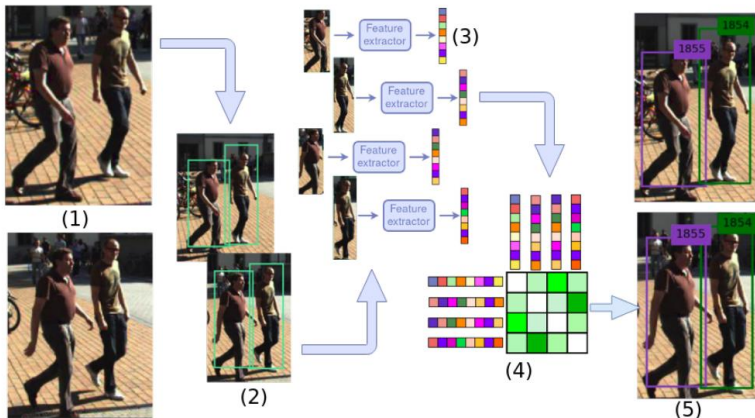 Feature
extractor
(3)
Feature
extractor
Feature
extractor
Feature
extractor
(1)
(2)
(4)
1854
1855
1854
1855
(5)